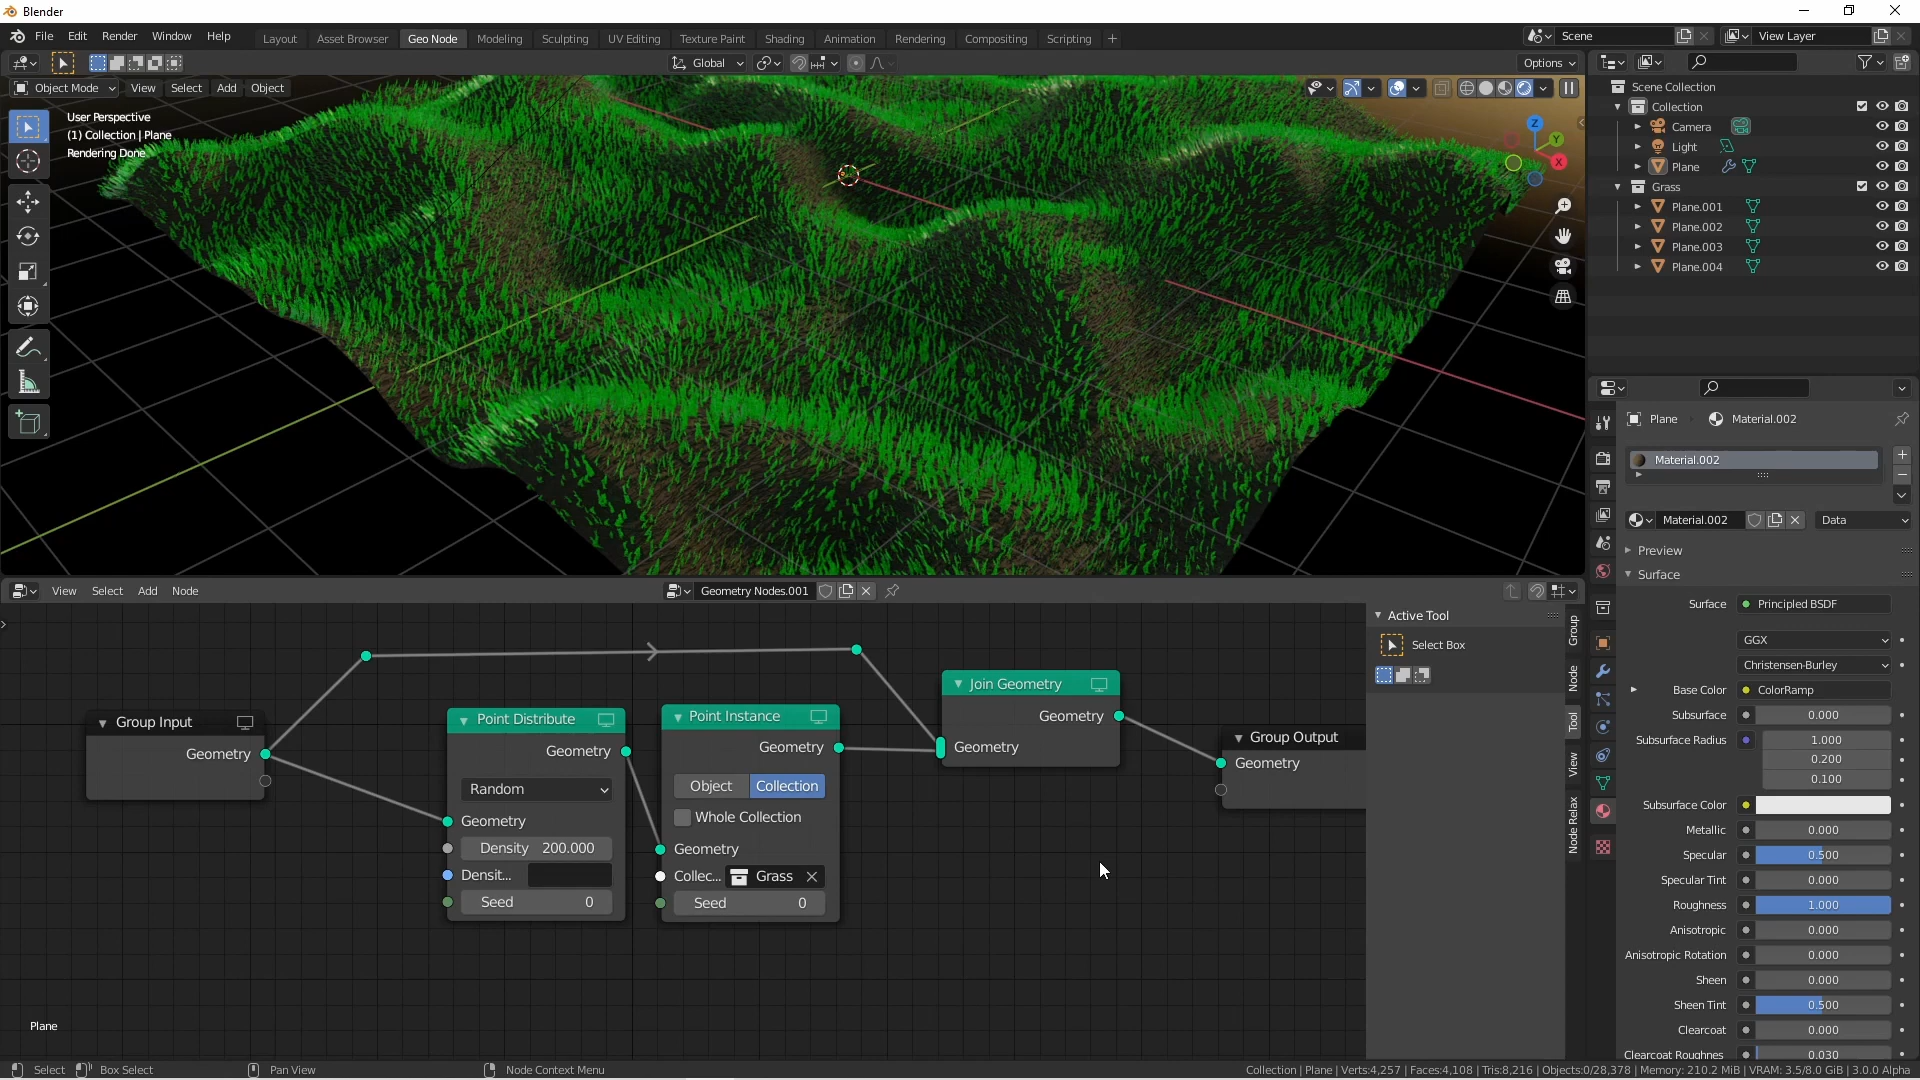 Blender
File Edit Render Window Help
Layout Asset Browser Geo Node Modeling Sculpting UV Editing Texture Paint Shading Animation Rendering Compositing Scripting +
Scene
View Layer
Global
Options
Object Mode View Select Add Object
User Perspective
(1) Collection | Plane
Rendering Done
Z
Y
X
Scene Collection
Collection
Camera
Light
Plane
Grass
Plane.001
Plane.002
Plane.003
Plane.004
Plane Material.002
Material.002
Material.002 Data
Preview
Surface
Surface Principled BSDF
GGX
Christensen-Burley
Base Color ColorRamp
Subsurface 0.000
Subsurface Radius 1.000
0.200
0.100
Subsurface Color
Metallic 0.000
Specular 0.500
Specular Tint 0.000
Roughness 1.000
Anisotropic 0.000
Anisotropic Rotation 0.000
Sheen 0.000
Sheen Tint 0.500
Clearcoat 0.000
Clearcoat Roughnes 0.030
View Select Add Node
Geometry Nodes.001
Group Input
Geometry
Point Distribute
Geometry
Random
Geometry
Density 200.000
Densit...
Seed 0
Point Instance
Geometry
Object Collection
Whole Collection
Geometry
Collec... Grass
Seed 0
Join Geometry
Geometry
Geometry
Group Output
Geometry
Active Tool
Select Box
Group
Node
Tool
View
Node Relax
Plane
Select Box Select Pan View Node Context Menu
Collection | Plane | Verts:4,257 | Faces:4,108 | Tris:8,216 | Objects:0/28,378 | Memory: 210.2 MiB | VRAM: 3.5/8.0 GiB | 3.0.0 Alpha